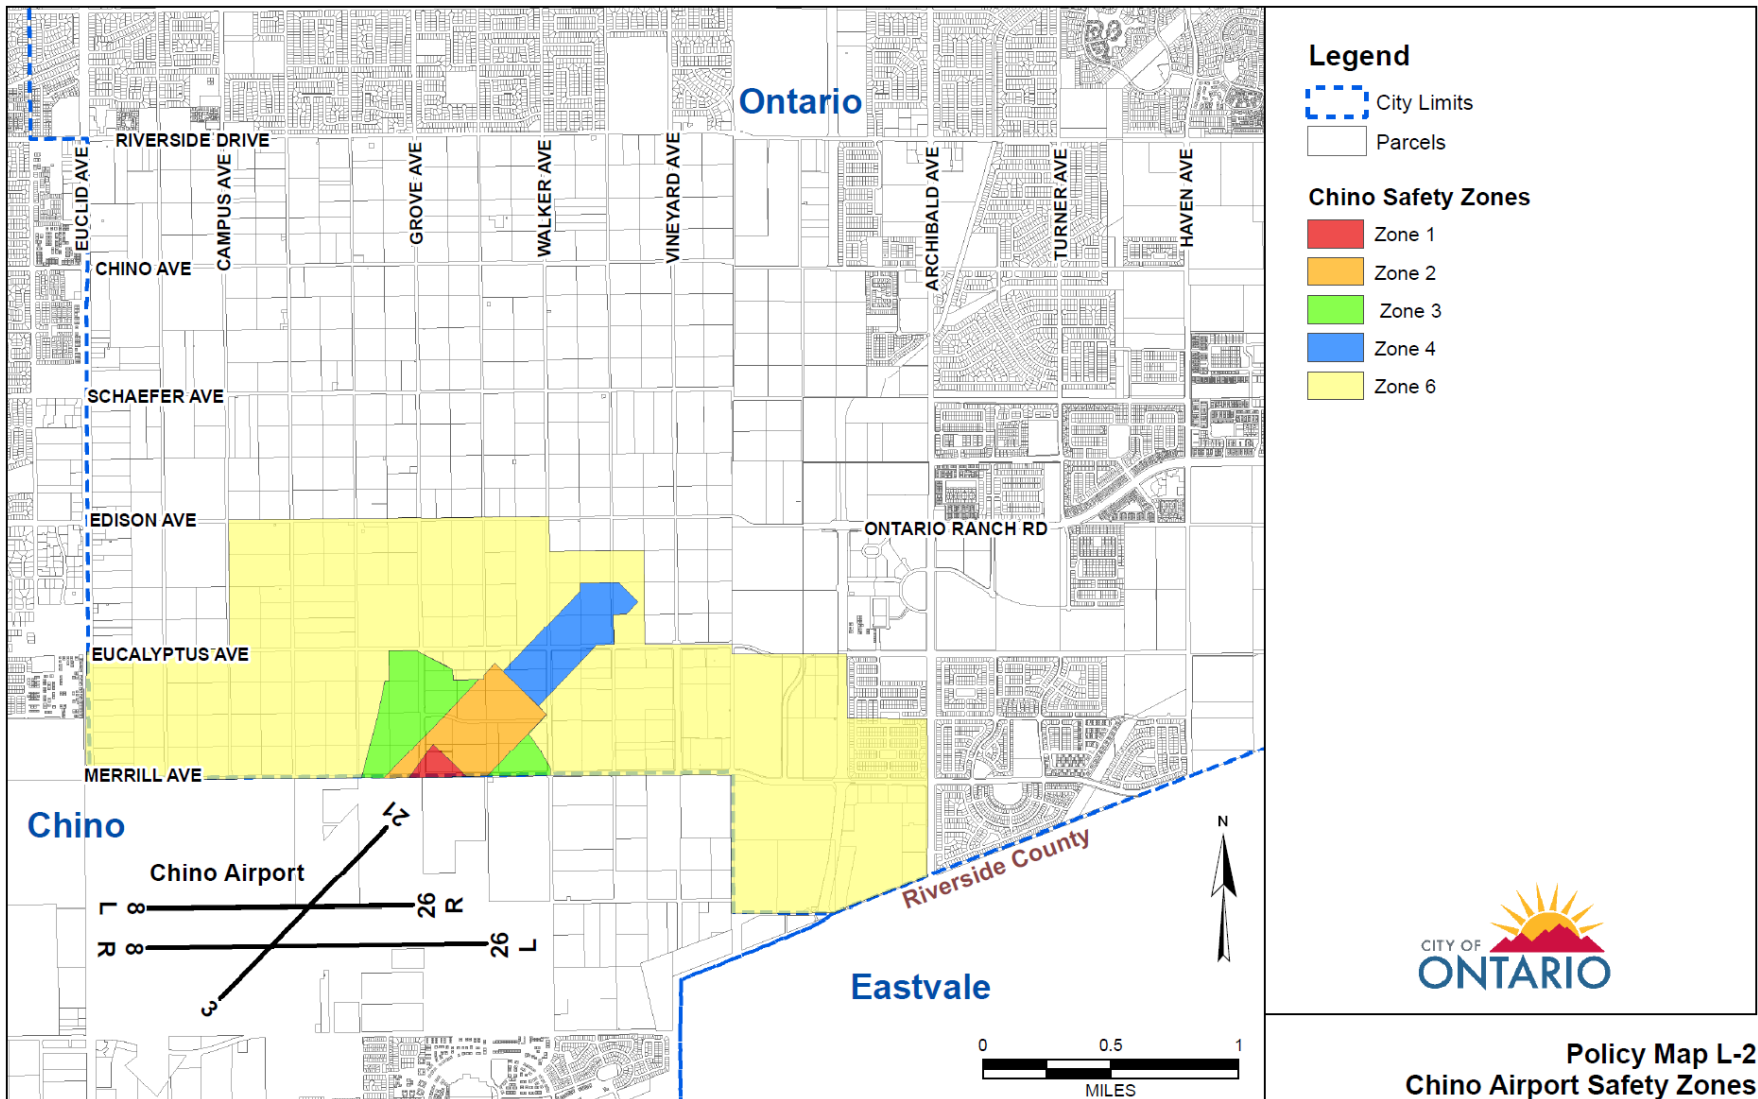 Ontario
RIVERSIDE DRIVE
EUCLID AVE
CAMPUS AVE
GROVE AVE
WALKER AVE
VINEYARD AVE
ARCHIBALD AVE
TURNER AVE
HAVEN AVE
CHINO AVE
SCHAEFER AVE
EDISON AVE
ONTARIO RANCH RD
EUCALYPTUS AVE
MERRILL AVE
Chino
Chino Airport
21
L 8
26 R
R 8
26 L
3
Riverside County
Eastvale
N
0 0.5 1
MILES
Legend
City Limits
Parcels
Chino Safety Zones
Zone 1
Zone 2
Zone 3
Zone 4
Zone 6
CITY OF
ONTARIO
Policy Map L-2
Chino Airport Safety Zones